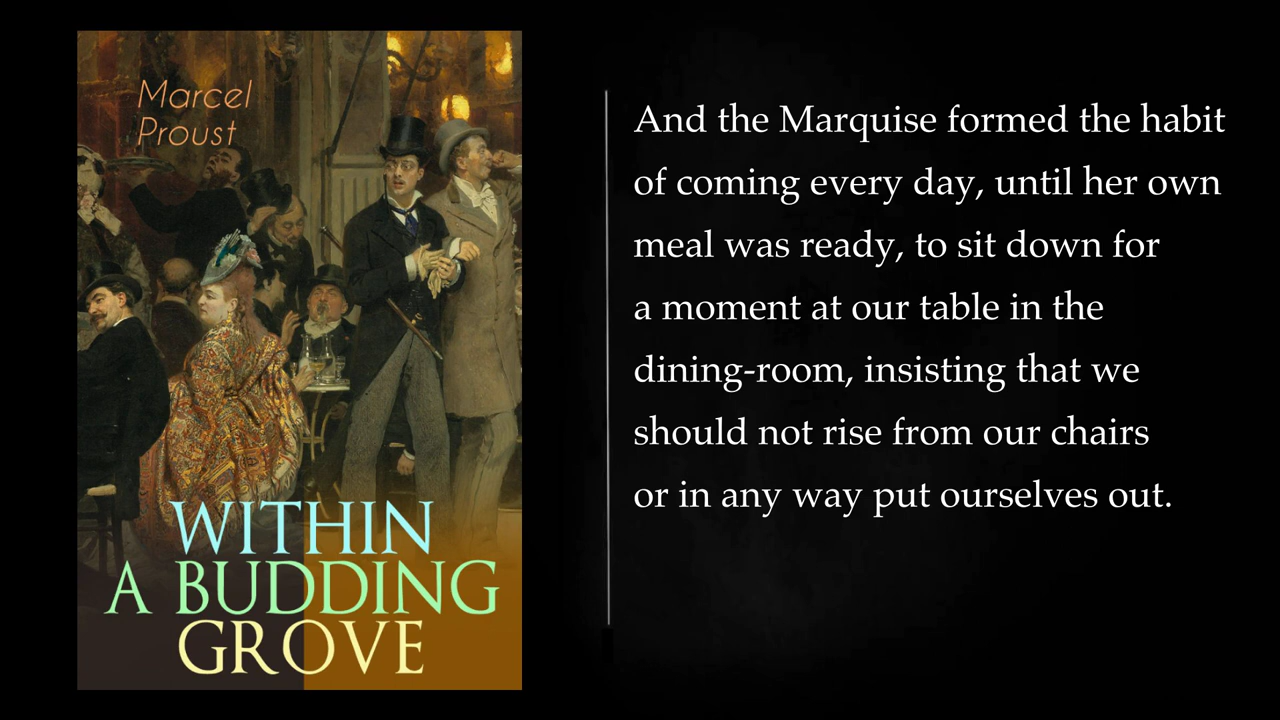 Marcel
Proust
WITHIN
A BUDDING
GROVE
And the Marquise formed the habit
of coming every day, until her own
meal was ready, to sit down for
a moment at our table in the
dining-room, insisting that we
should not rise from our chairs
or in any way put ourselves out.